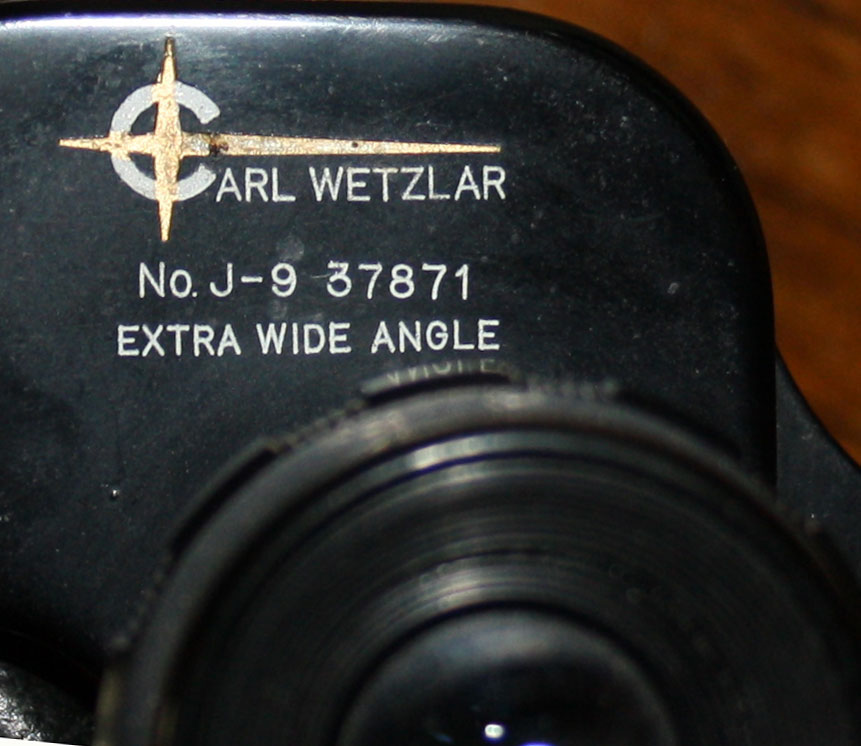 CARL WETZLAR
No. J-9 37871
EXTRA WIDE ANGLE